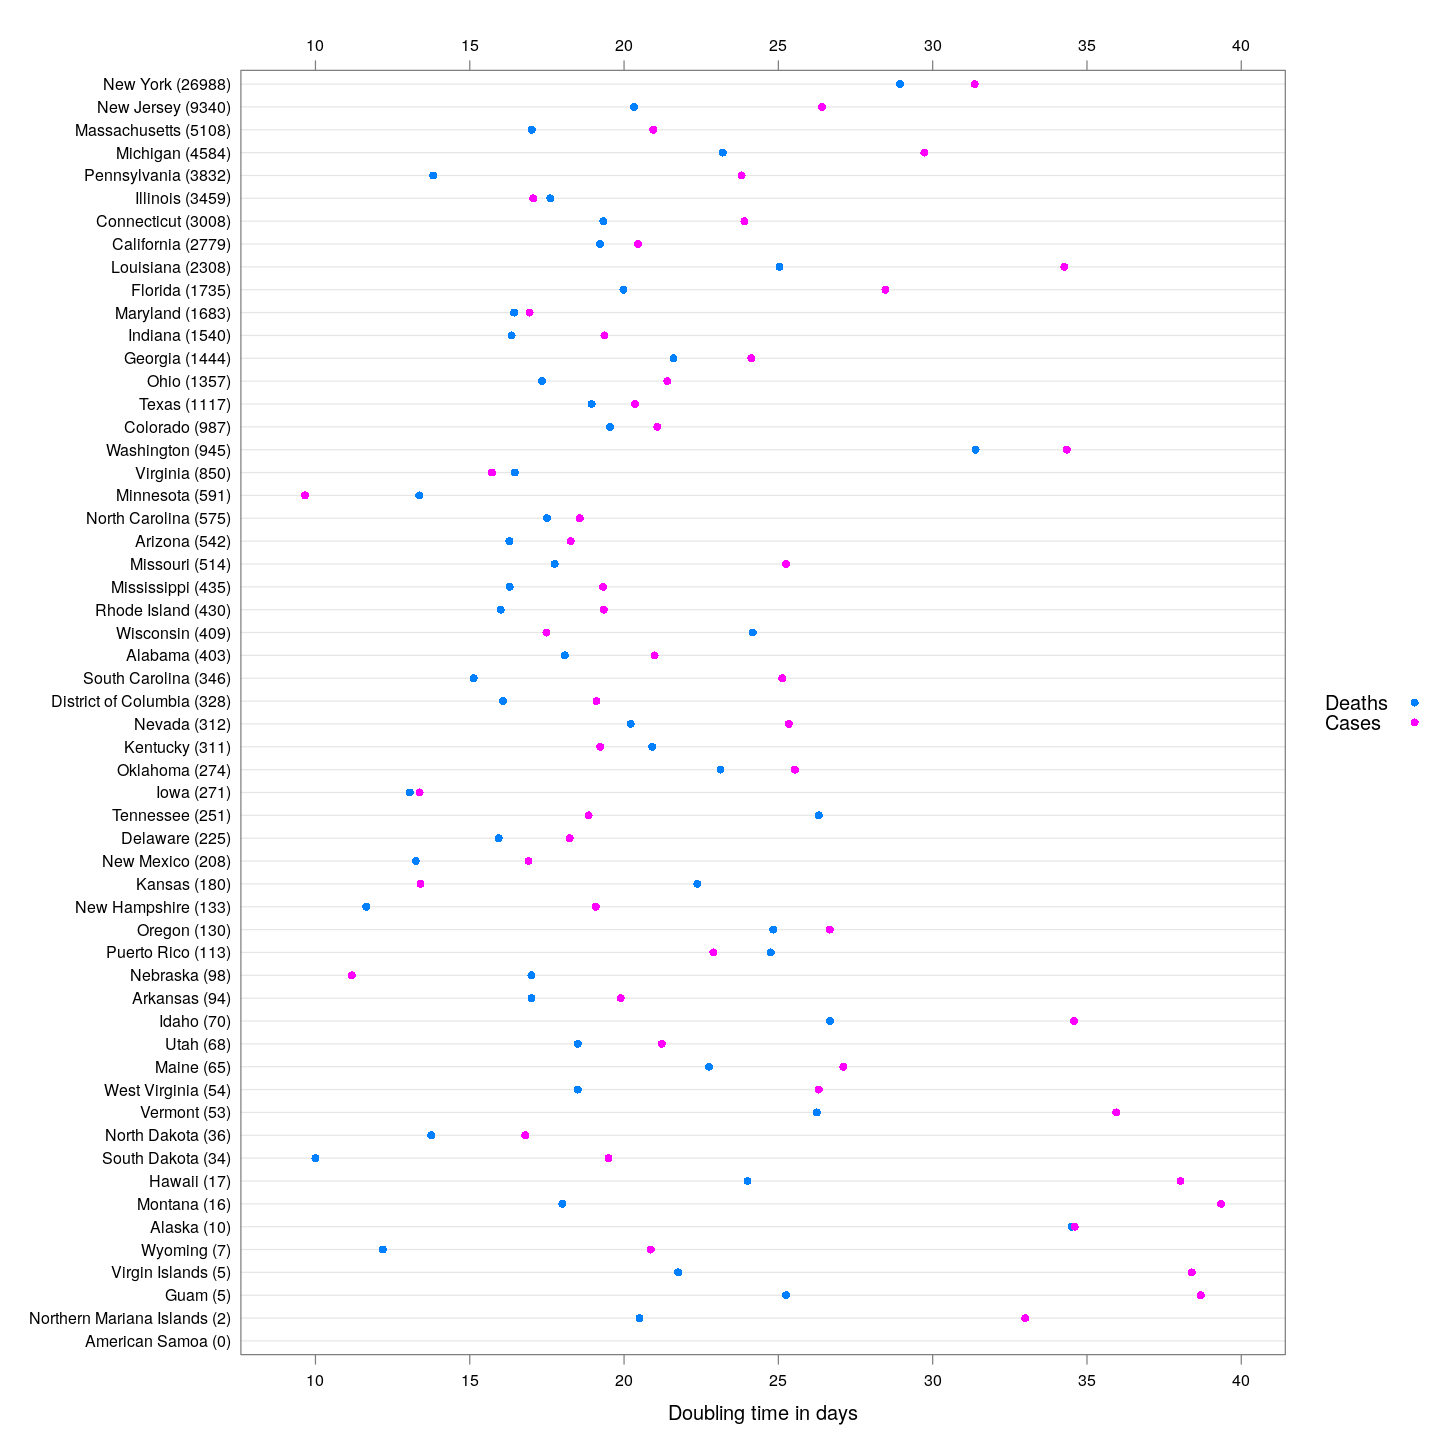 10 15 20 25 30 35 40
New York (26988)
New Jersey (9340)
Massachusetts (5108)
Michigan (4584)
Pennsylvania (3832)
Illinois (3459)
Connecticut (3008)
California (2779)
Louisiana (2308)
Florida (1735)
Maryland (1683)
Indiana (1540)
Georgia (1444)
Ohio (1357)
Texas (1117)
Colorado (987)
Washington (945)
Virginia (850)
Minnesota (591)
North Carolina (575)
Arizona (542)
Missouri (514)
Mississippi (435)
Rhode Island (430)
Wisconsin (409)
Alabama (403)
South Carolina (346)
District of Columbia (328)
Nevada (312)
Kentucky (311)
Oklahoma (274)
Iowa (271)
Tennessee (251)
Delaware (225)
New Mexico (208)
Kansas (180)
New Hampshire (133)
Oregon (130)
Puerto Rico (113)
Nebraska (98)
Arkansas (94)
Idaho (70)
Utah (68)
Maine (65)
West Virginia (54)
Vermont (53)
North Dakota (36)
South Dakota (34)
Hawaii (17)
Montana (16)
Alaska (10)
Wyoming (7)
Virgin Islands (5)
Guam (5)
Northern Mariana Islands (2)
American Samoa (0)
10 15 20 25 30 35 40
Doubling time in days
Deaths
Cases